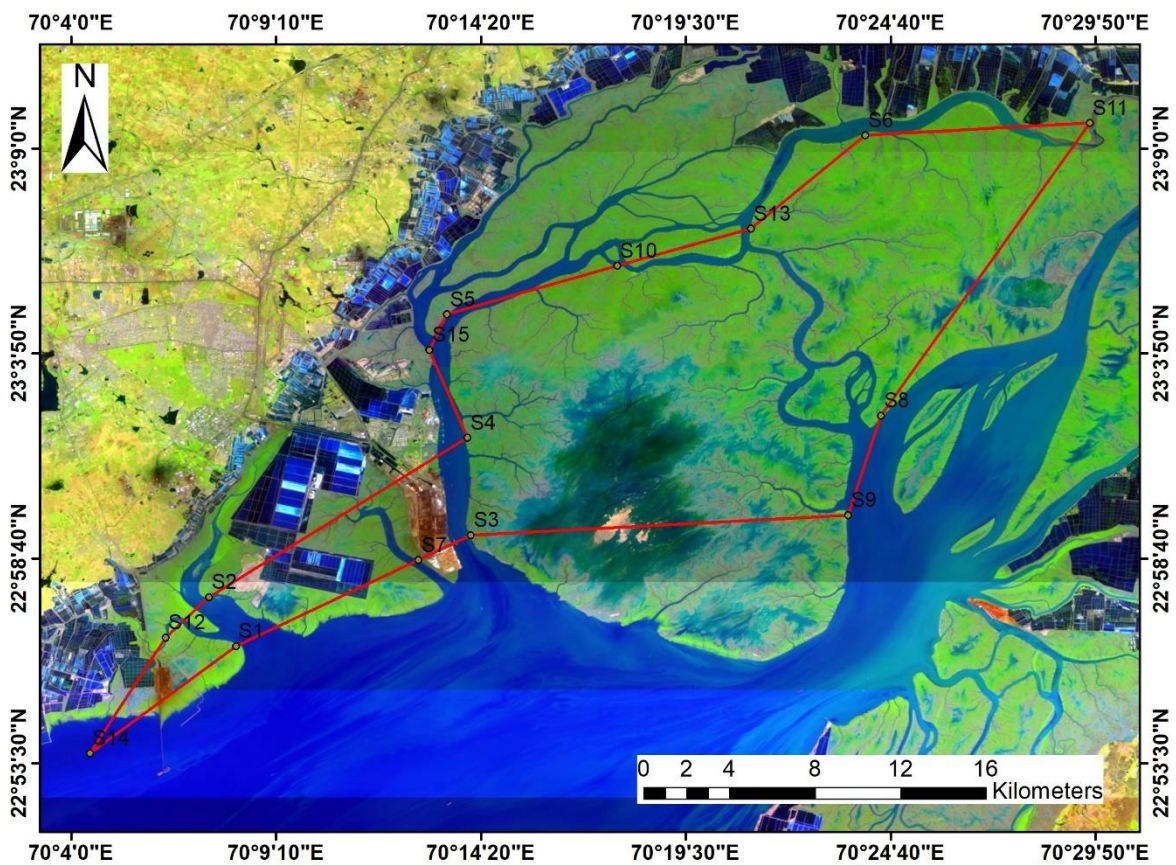 70°4'0"E 70°9'10"E 70°14'20"E 70°19'30"E 70°24'40"E 70°29'50"E
N
S11
S6
23°9'0"N 23°9'0"N
S13
S10
S5
S15
23°3'50"N 23°3'50"N
S8
S4
S9
S3
S7
22°58'40"N 22°58'40"N
S2
S12
S1
S14
22°53'30"N 22°53'30"N
0 2 4 8 12 16
Kilometers
70°4'0"E 70°9'10"E 70°14'20"E 70°19'30"E 70°24'40"E 70°29'50"E